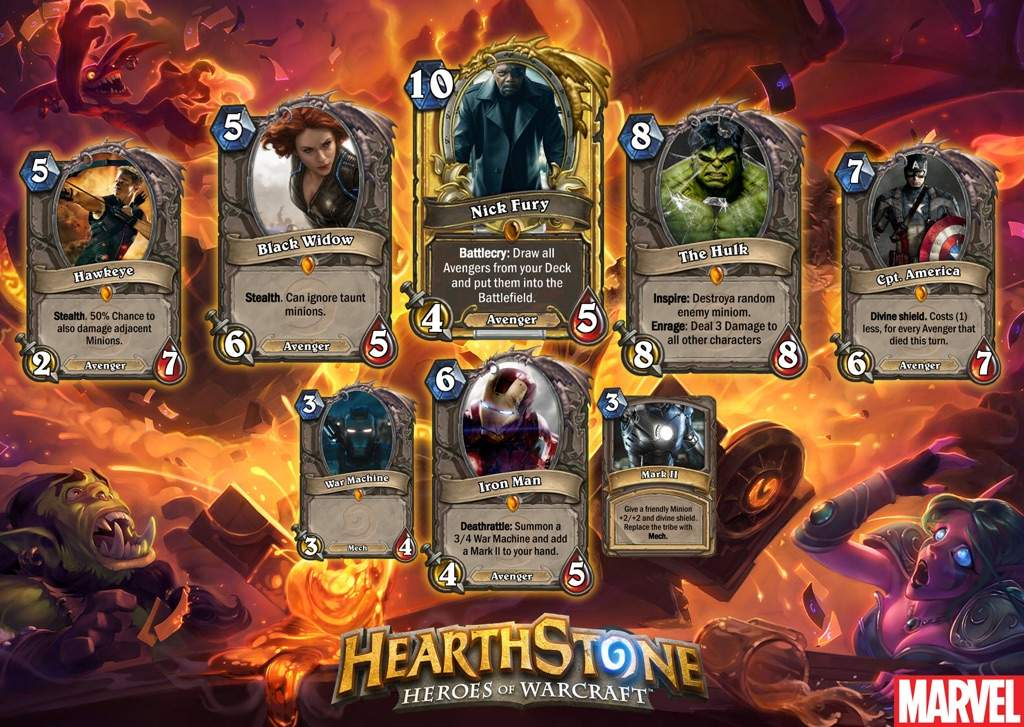 5
Hawkeye
Stealth. 50% Chance to
also damage adjacent
Minions.
2
Avenger
7
5
Black Widow
Stealth. Can ignore taunt
minions.
6
Avenger
5
10
Nick Fury
Battlecry: Draw all
Avengers from your Deck
and put them into the
Battlefield.
4
Avenger
5
8
The Hulk
Inspire: Destroya random
enemy miniom.
Enrage: Deal 3 Damage to
all other characters
8
8
7
Cpt. America
Divine shield. Costs (1)
less, for every Avenger that
died this turn.
6
Avenger
7
3
War Machine
3
Mech
4
6
Iron Man
Deathrattle: Summon a
3/4 War Machine and add
a Mark II to your hand.
4
Avenger
5
3
Mark II
Give a friendly Minion
+2/+2 and divine shield.
Replace the tribe with
Mech.
HEARTHSTONE
HEROES OF WARCRAFT™
MARVEL